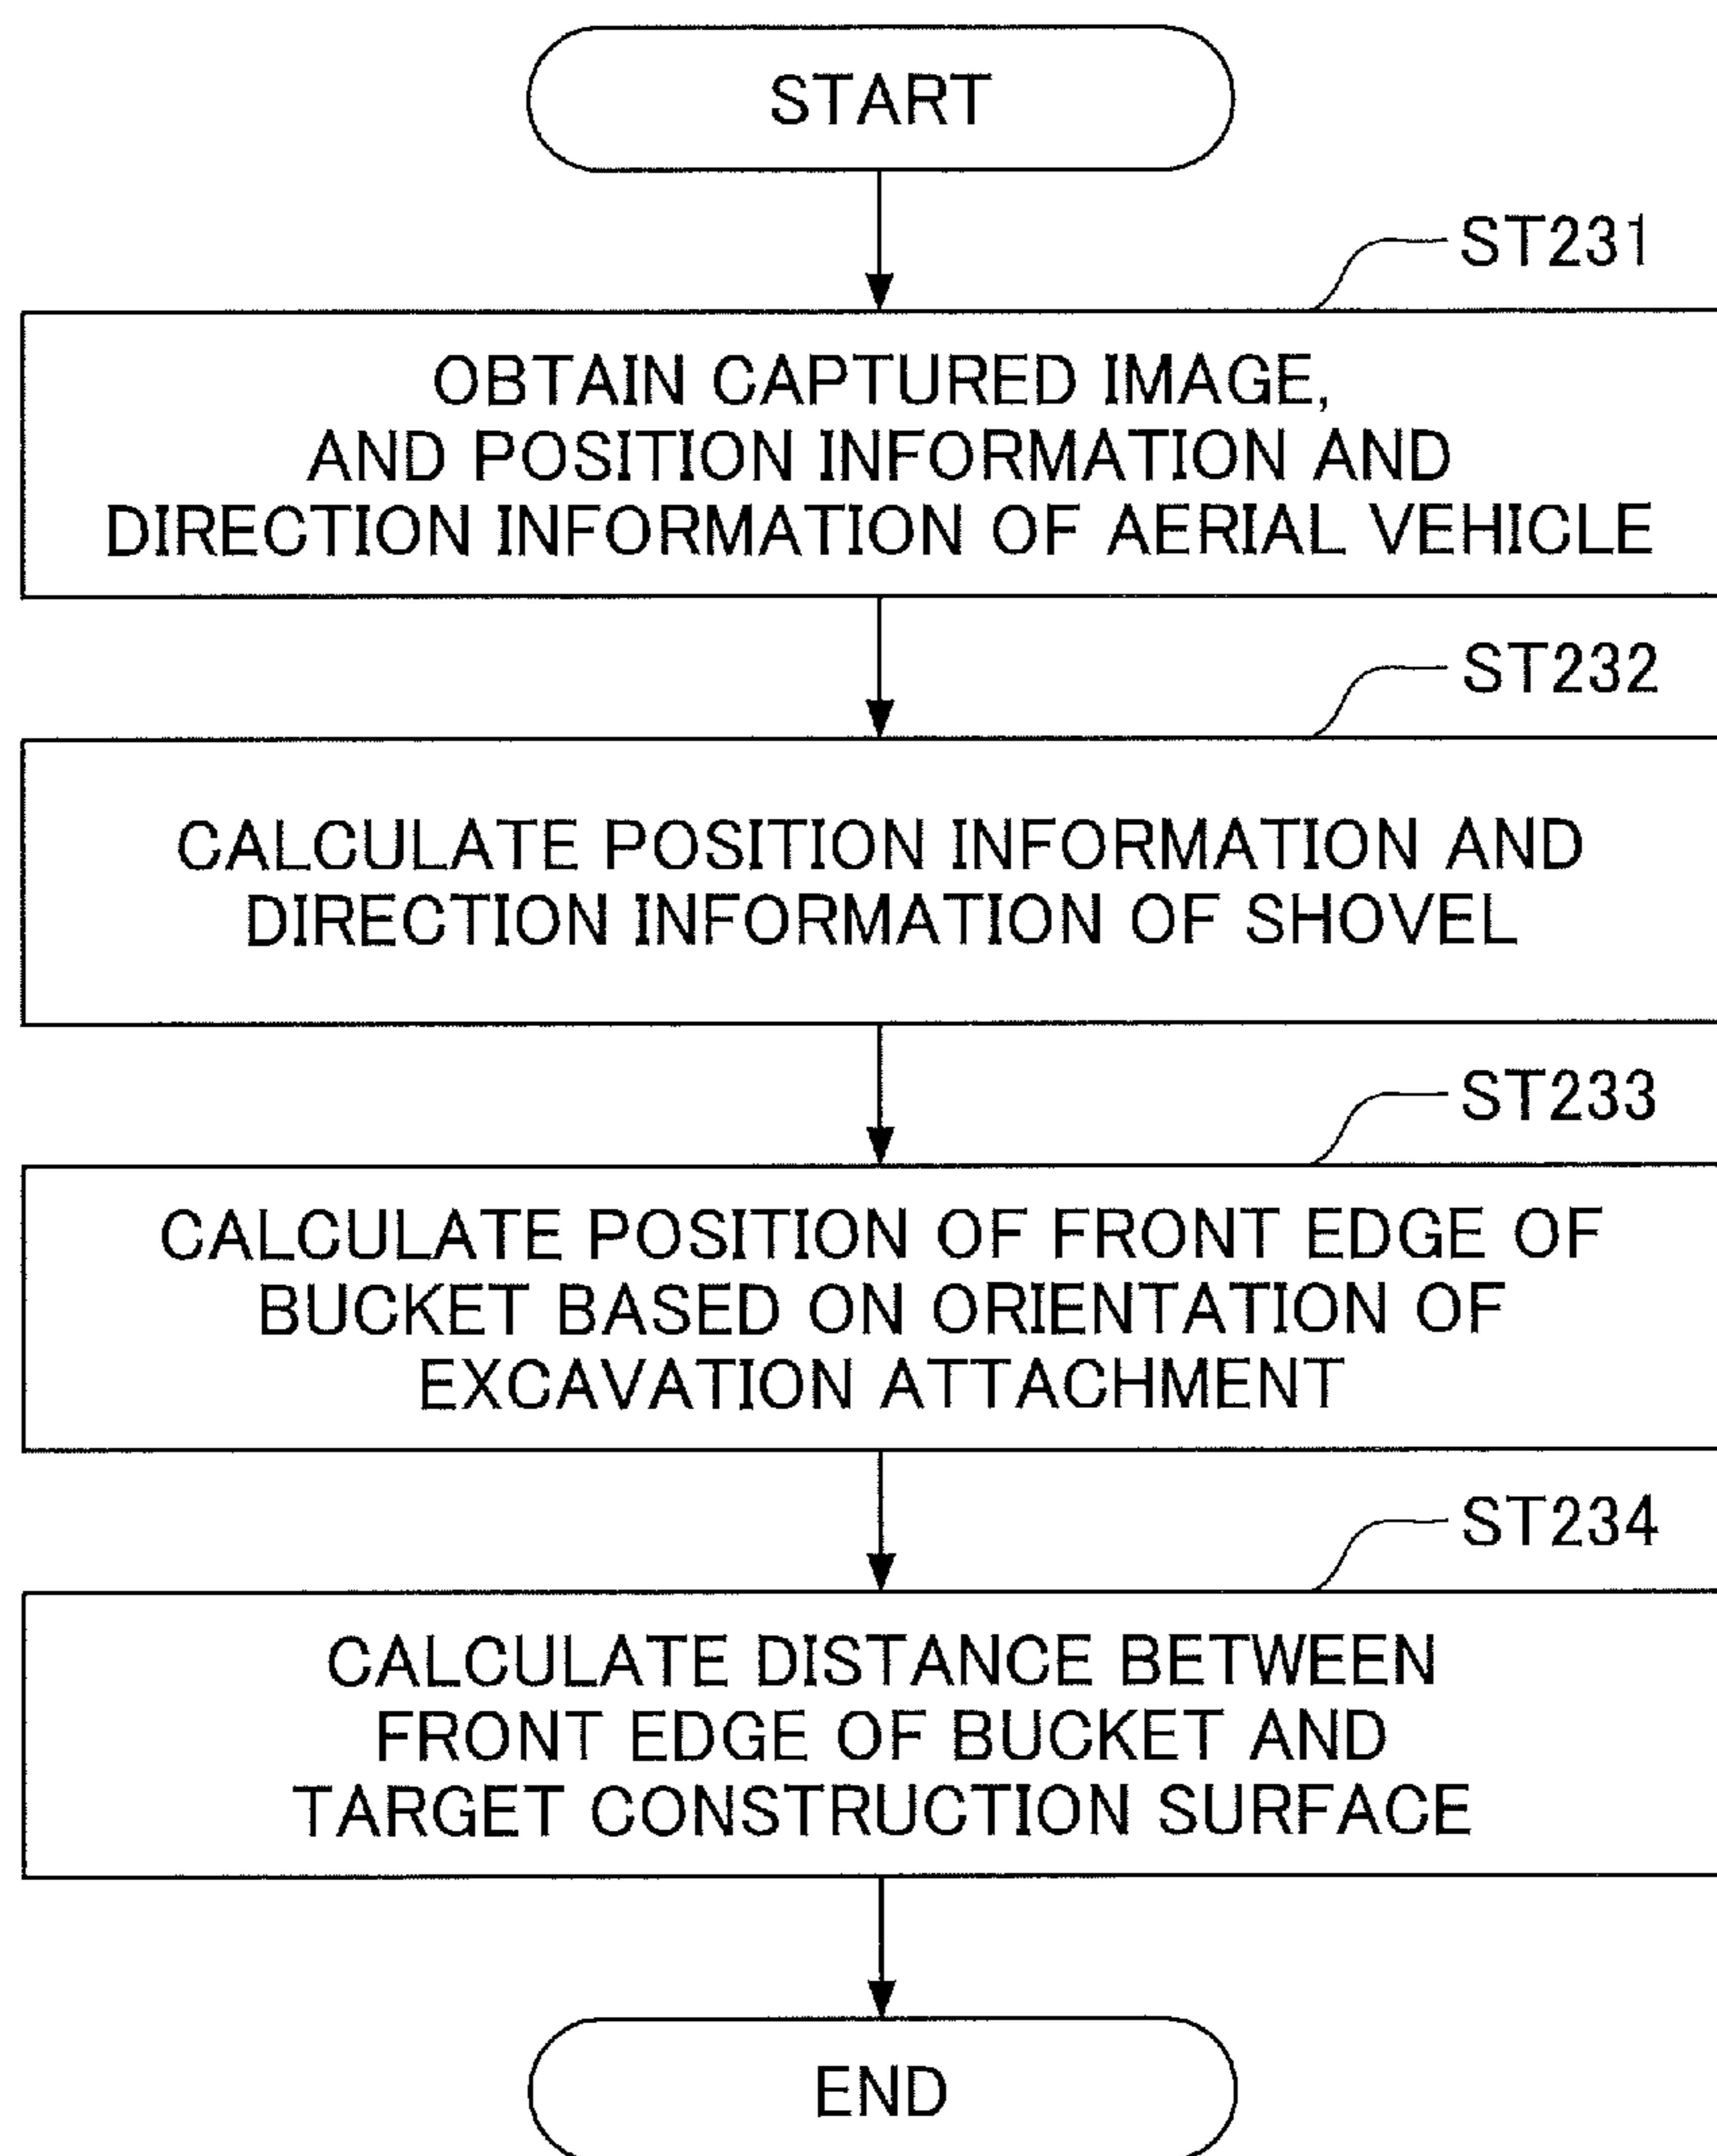 START
ST231
OBTAIN CAPTURED IMAGE,
AND POSITION INFORMATION AND
DIRECTION INFORMATION OF AERIAL VEHICLE
ST232
CALCULATE POSITION INFORMATION AND
DIRECTION INFORMATION OF SHOVEL
ST233
CALCULATE POSITION OF FRONT EDGE OF
BUCKET BASED ON ORIENTATION OF
EXCAVATION ATTACHMENT
ST234
CALCULATE DISTANCE BETWEEN
FRONT EDGE OF BUCKET AND
TARGET CONSTRUCTION SURFACE
END